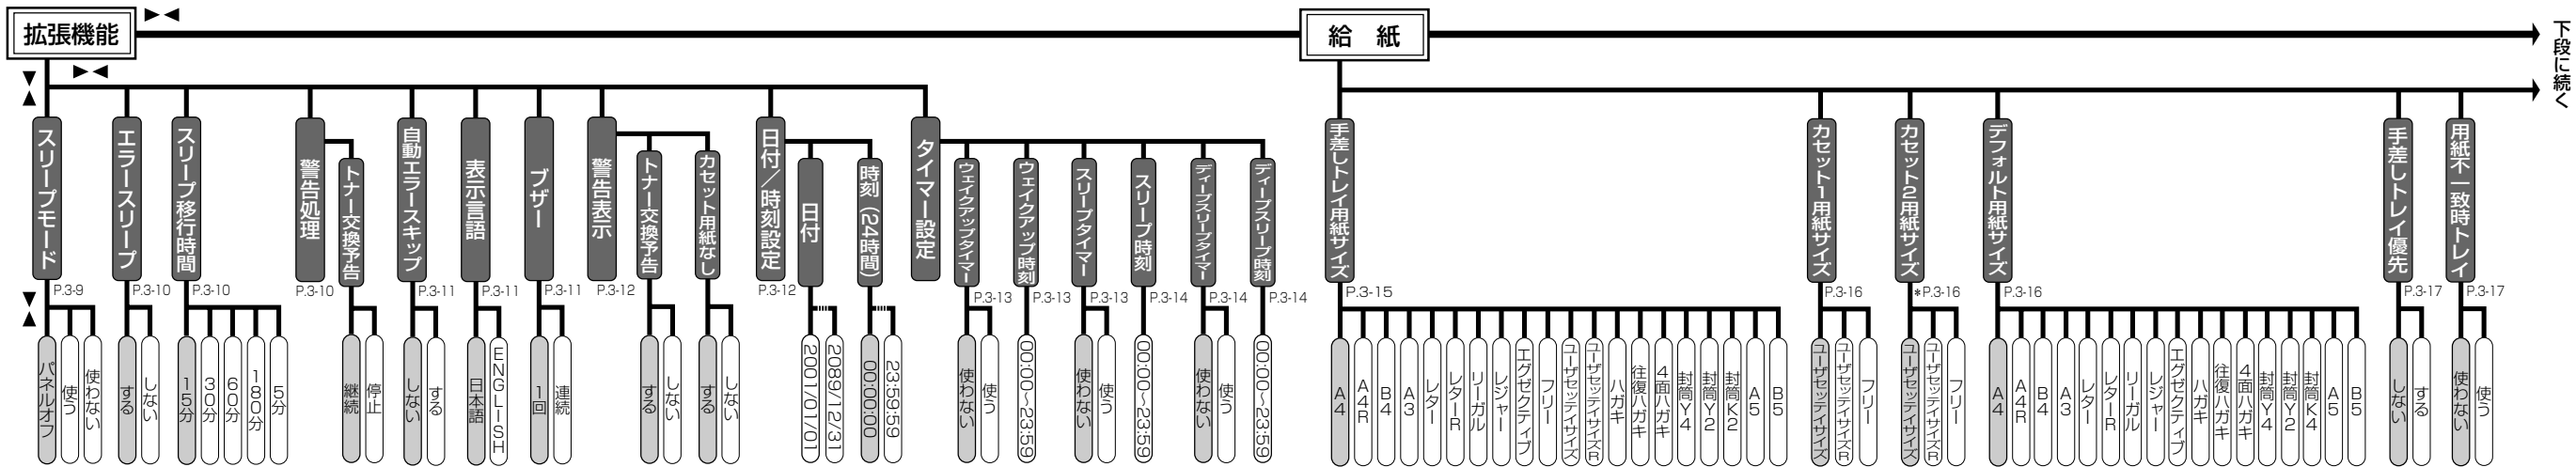 拡張機能
給　紙
下段に続く
スリープモード
P.3-9
パネルオフ
使う
使わない
エラースリープ
P.3-10
する
しない
スリープ移行時間
P.3-10
15分
30分
60分
180分
5分
警告処理
P.3-10
トナー交換予告
継続
停止
自動エラースキップ
P.3-11
しない
する
表示言語
P.3-11
日本語
ENGLISH
ブザー
P.3-11
1回
連続
警告表示
P.3-12
トナー交換予告
する
しない
カセット用紙なし
する
しない
日付／時刻設定
P.3-12
日付
2001/01/01
2089/12/31
時刻（24時間）
00:00:00
23:59:59
タイマー設定
ウェイクアップタイマー
P.3-13
使わない
使う
ウェイクアップ時刻
P.3-13
00:00～23:59
スリープタイマー
P.3-13
使わない
使う
スリープ時刻
P.3-14
00:00～23:59
ディープスリープタイマー
P.3-14
使わない
使う
ディープスリープ時刻
P.3-14
00:00～23:59
手差しトレイ用紙サイズ
P.3-15
A4
A4R
B4
A3
レター
レターR
リーガル
レジャー
エグゼクティブ
フリー
ユーザセッテイサイズ
ユーザセッテイサイズR
ハガキ
往復ハガキ
4面ハガキ
封筒Y4
封筒Y2
封筒K2
A5
B5
カセット1用紙サイズ
P.3-16
ユーザセッテイサイズ
ユーザセッテイサイズR
フリー
カセット2用紙サイズ
*P.3-16
ユーザセッテイサイズ
ユーザセッテイサイズR
フリー
デフォルト用紙サイズ
P.3-16
A4
A4R
B4
A3
レター
レターR
リーガル
レジャー
エグゼクティブ
ハガキ
往復ハガキ
4面ハガキ
封筒Y4
封筒Y2
封筒K4
A5
B5
手差しトレイ優先
P.3-17
しない
する
用紙不一致時トレイ
P.3-17
使わない
使う